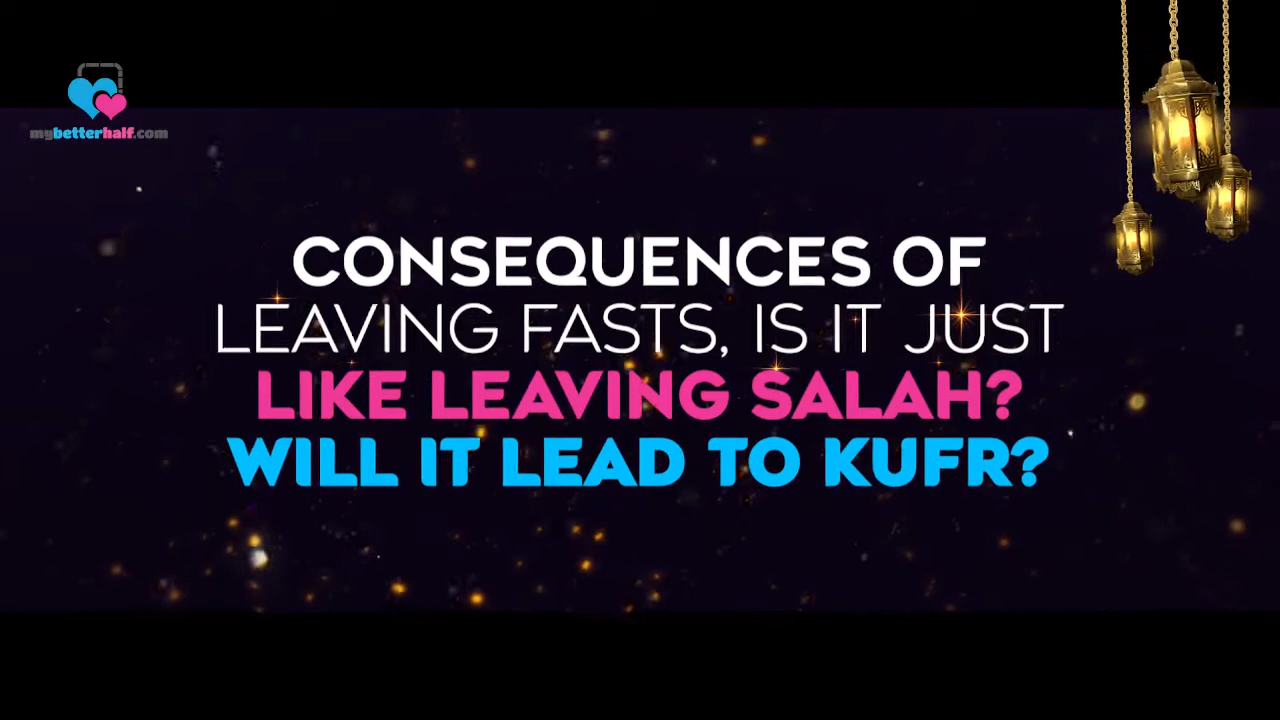 mybetterhalf.com
CONSEQUENCES OF
LEAVING FASTS, IS IT JUST
LIKE LEAVING SALAH?
WILL IT LEAD TO KUFR?